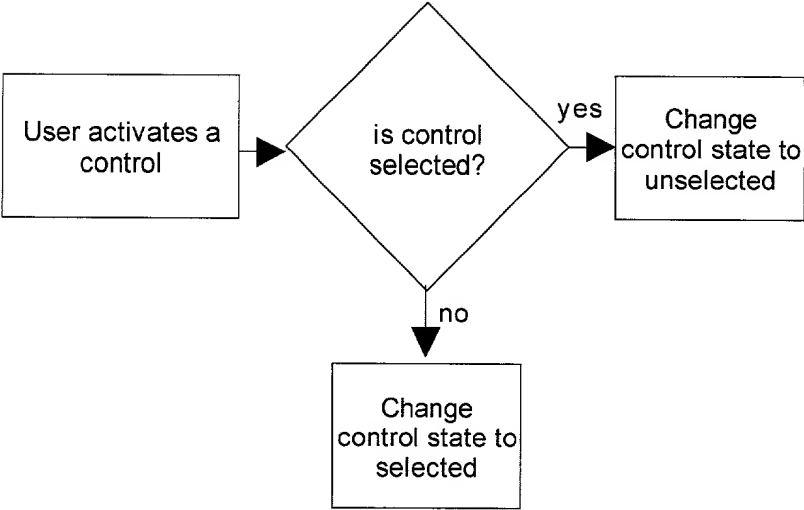 User activates a
control
is control
selected?
yes
Change
control state to
unselected
no
Change
control state to
selected